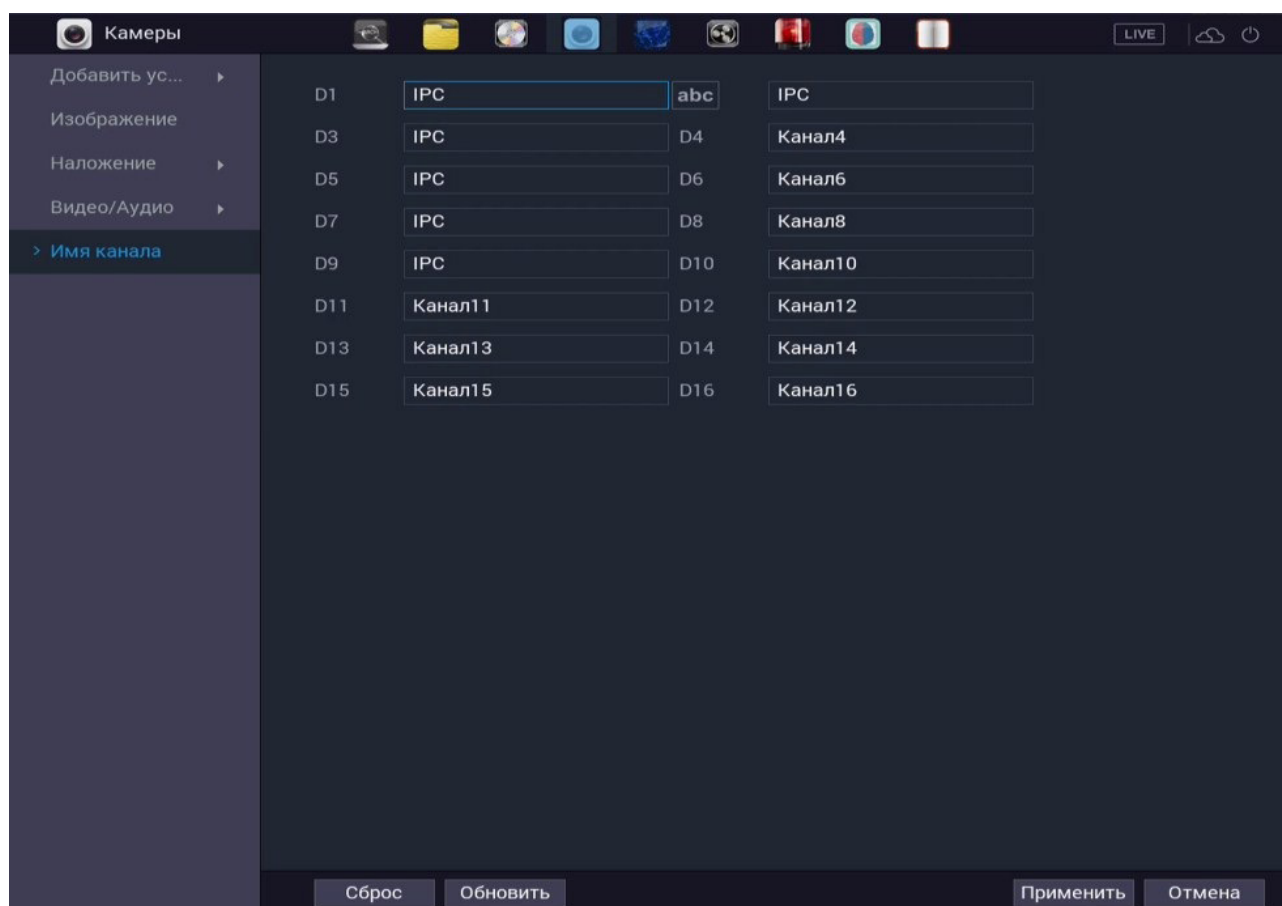 Камеры LIVE
Добавить ус...
Изображение
Наложение
Видео/Аудио
> Имя канала
D1 IPC abc IPC
D3 IPC D4 Канал4
D5 IPC D6 Канал6
D7 IPC D8 Канал8
D9 IPC D10 Канал10
D11 Канал11 D12 Канал12
D13 Канал13 D14 Канал14
D15 Канал15 D16 Канал16
Сброс Обновить Применить Отмена